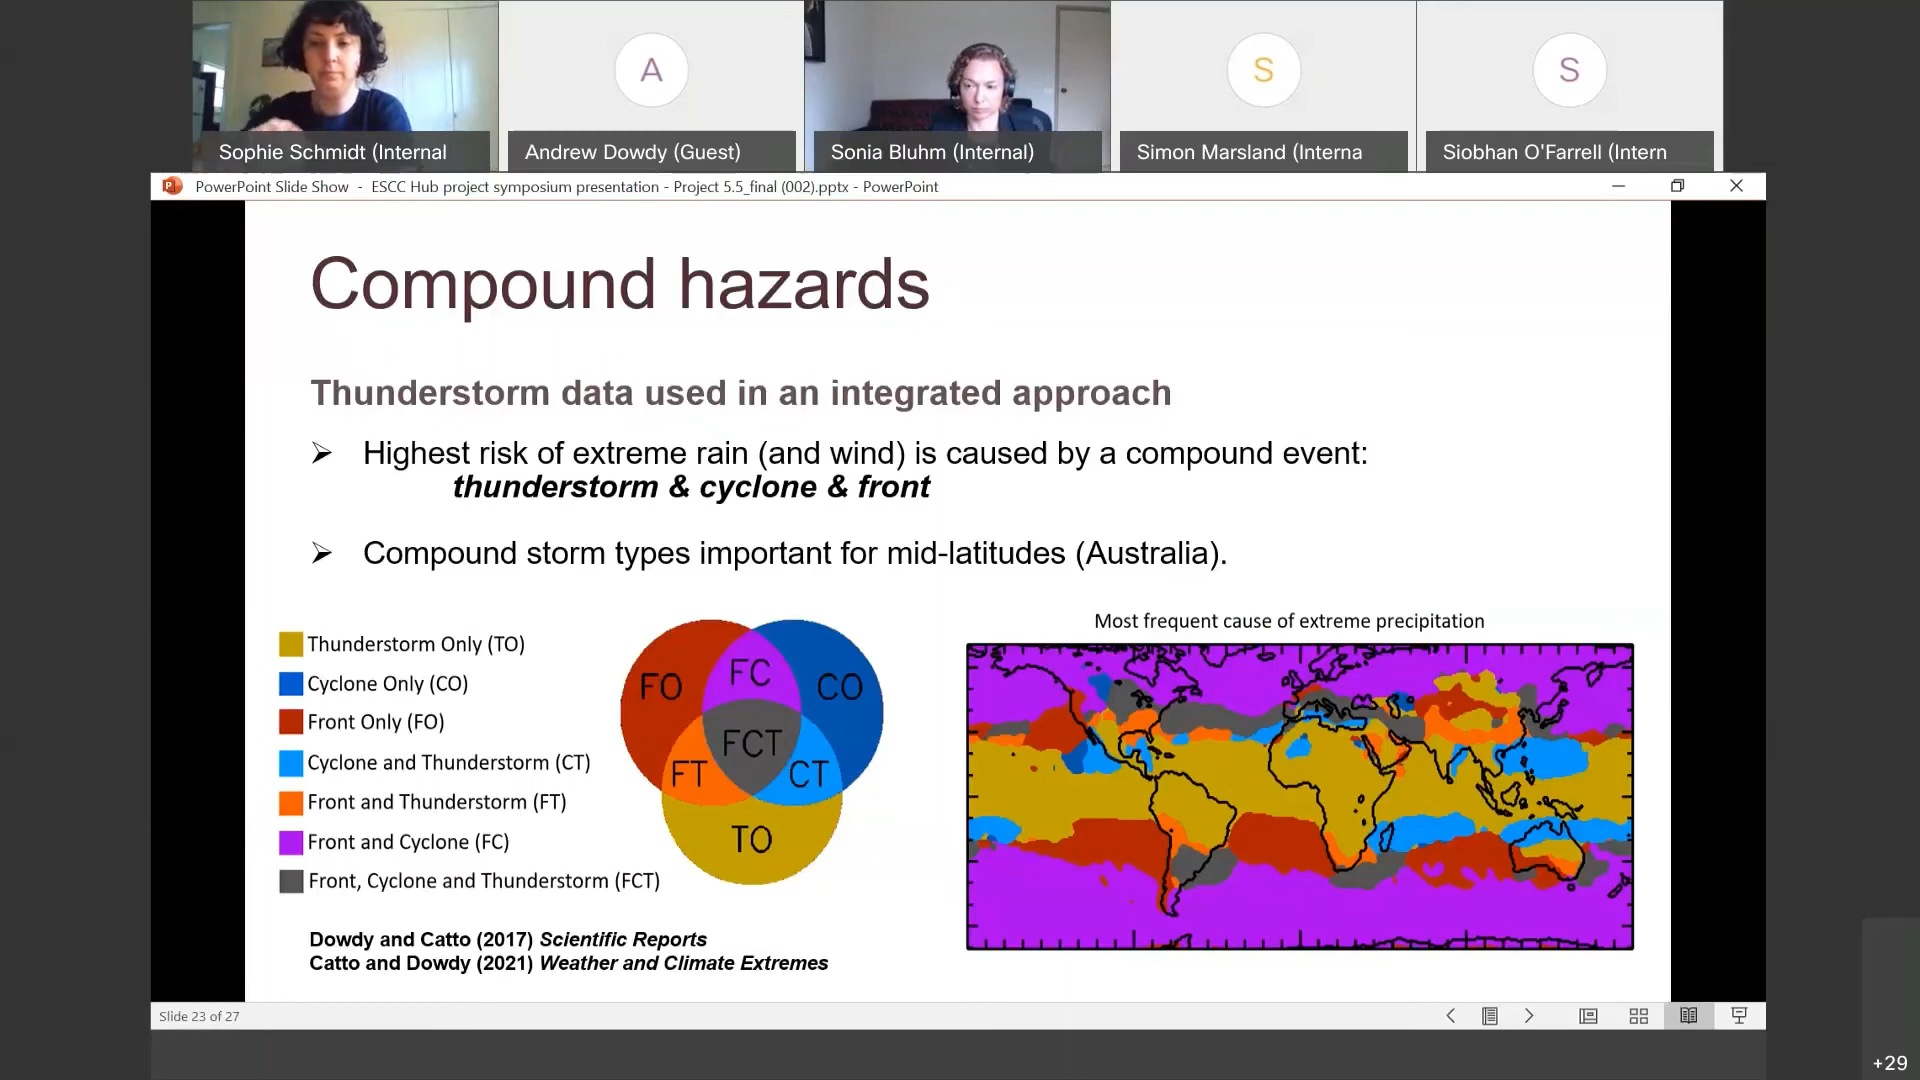 A
S
S
Sophie Schmidt (Internal
Andrew Dowdy (Guest)
Sonia Bluhm (Internal)
Simon Marsland (Interna
Siobhan O'Farrell (Intern
PowerPoint Slide Show - ESCC Hub project symposium presentation - Project 5.5_final (002).pptx - PowerPoint
Compound hazards
Thunderstorm data used in an integrated approach
Highest risk of extreme rain (and wind) is caused by a compound event:
thunderstorm & cyclone & front
Compound storm types important for mid-latitudes (Australia).
Thunderstorm Only (TO)
Cyclone Only (CO)
Front Only (FO)
Cyclone and Thunderstorm (CT)
Front and Thunderstorm (FT)
Front and Cyclone (FC)
Front, Cyclone and Thunderstorm (FCT)
FO
FC
CO
FCT
FT
CT
TO
Most frequent cause of extreme precipitation
Dowdy and Catto (2017) Scientific Reports
Catto and Dowdy (2021) Weather and Climate Extremes
Slide 23 of 27
+29